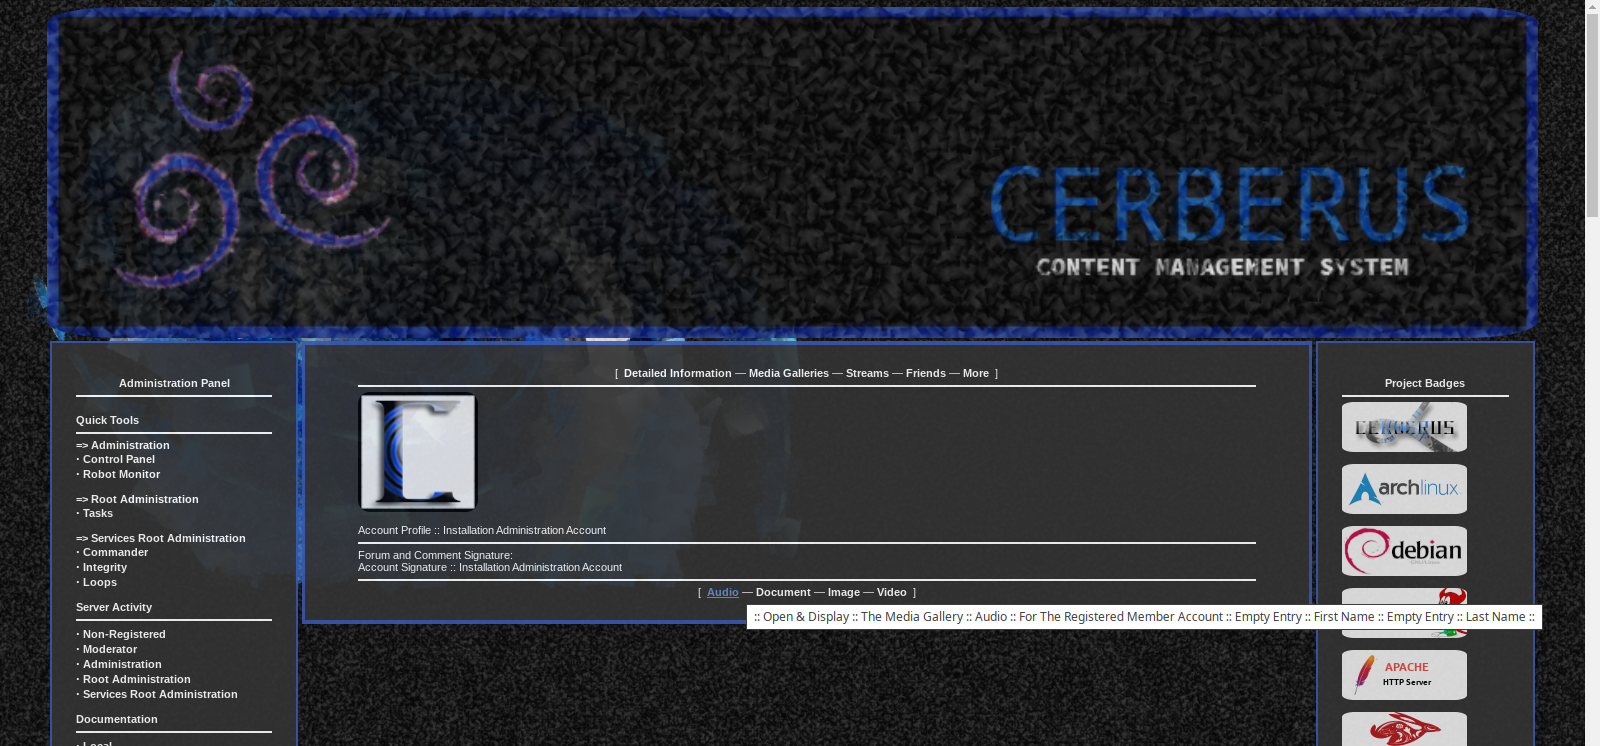 CERBERUS
CONTENT MANAGEMENT SYSTEM
Administration Panel
Quick Tools
=> Administration
· Control Panel
· Robot Monitor
=> Root Administration
· Tasks
=> Services Root Administration
· Commander
· Integrity
· Loops
Server Activity
· Non-Registered
· Moderator
· Administration
· Root Administration
· Services Root Administration
Documentation
· Local
[ Detailed Information — Media Galleries — Streams — Friends — More ]
Account Profile :: Installation Administration Account
Forum and Comment Signature:
Account Signature :: Installation Administration Account
[ Audio — Document — Image — Video ]
:: Open & Display :: The Media Gallery :: Audio :: For The Registered Member Account :: Empty Entry :: First Name :: Empty Entry :: Last Name ::
Project Badges
CERBERUS
archlinux
debian
APACHE
HTTP Server